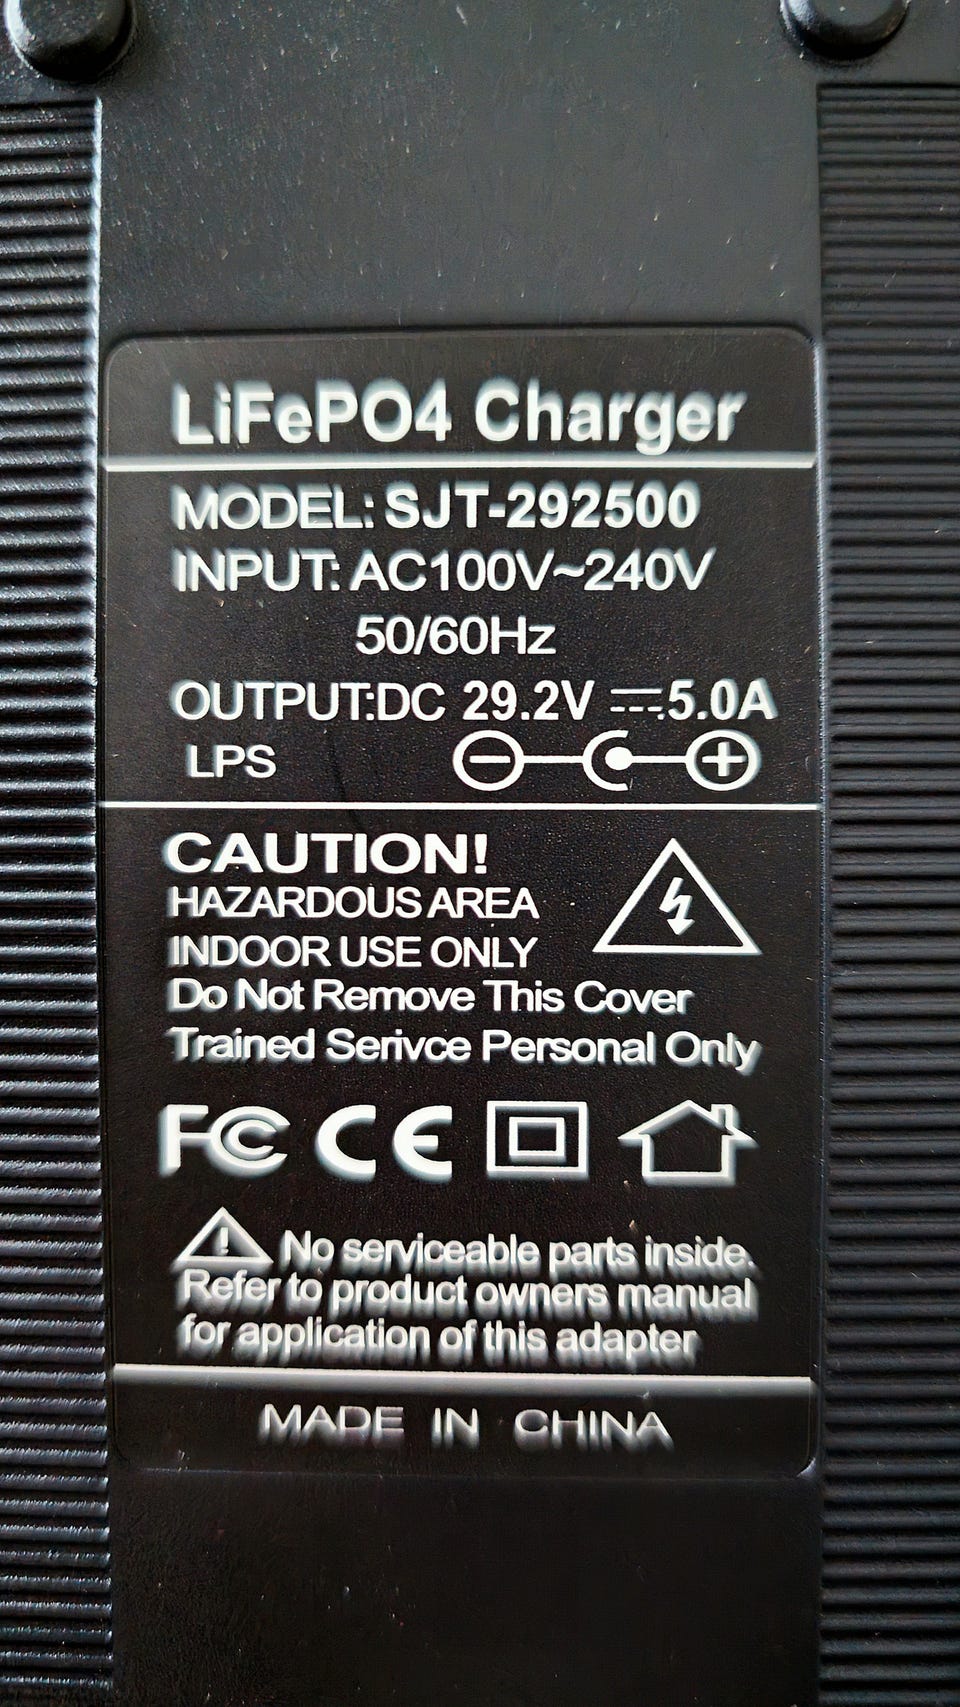 LiFePO4 Charger
MODEL: SJT-292500
INPUT: AC100V~240V
50/60Hz
OUTPUT:DC 29.2V ⎓5.0A
LPS
CAUTION!
HAZARDOUS AREA
INDOOR USE ONLY
Do Not Remove This Cover
Trained Serivce Personal Only
FC CE
No serviceable parts inside.
Refer to product owners manual
for application of this adapter
MADE IN CHINA